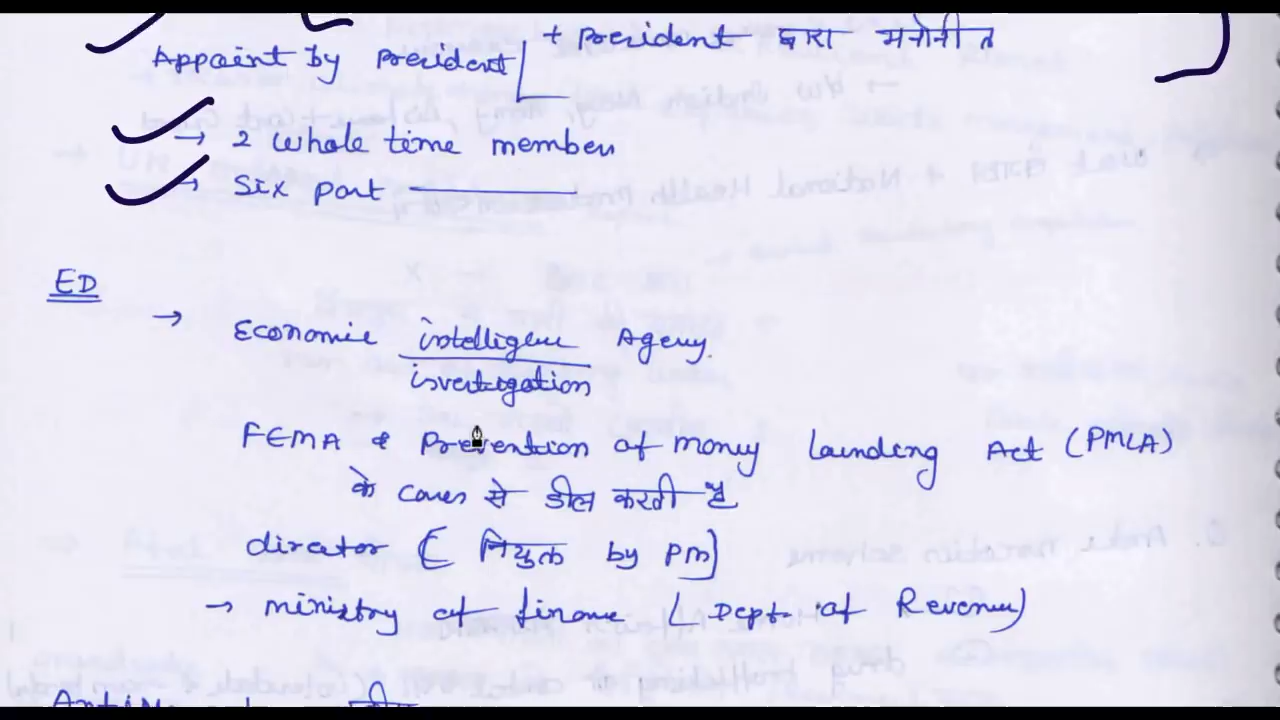 + President द्वारा मनोनीत
Appoint by president
→ 2 whole time member
→ Six part
ED
→ Economic intelligence Agency
investigation
FEMA & Prevention of money launding Act (PMLA)
के cases से डील करती है
director [नियुक्त by PM]
→ ministry of finance (Dept. of Revenue)